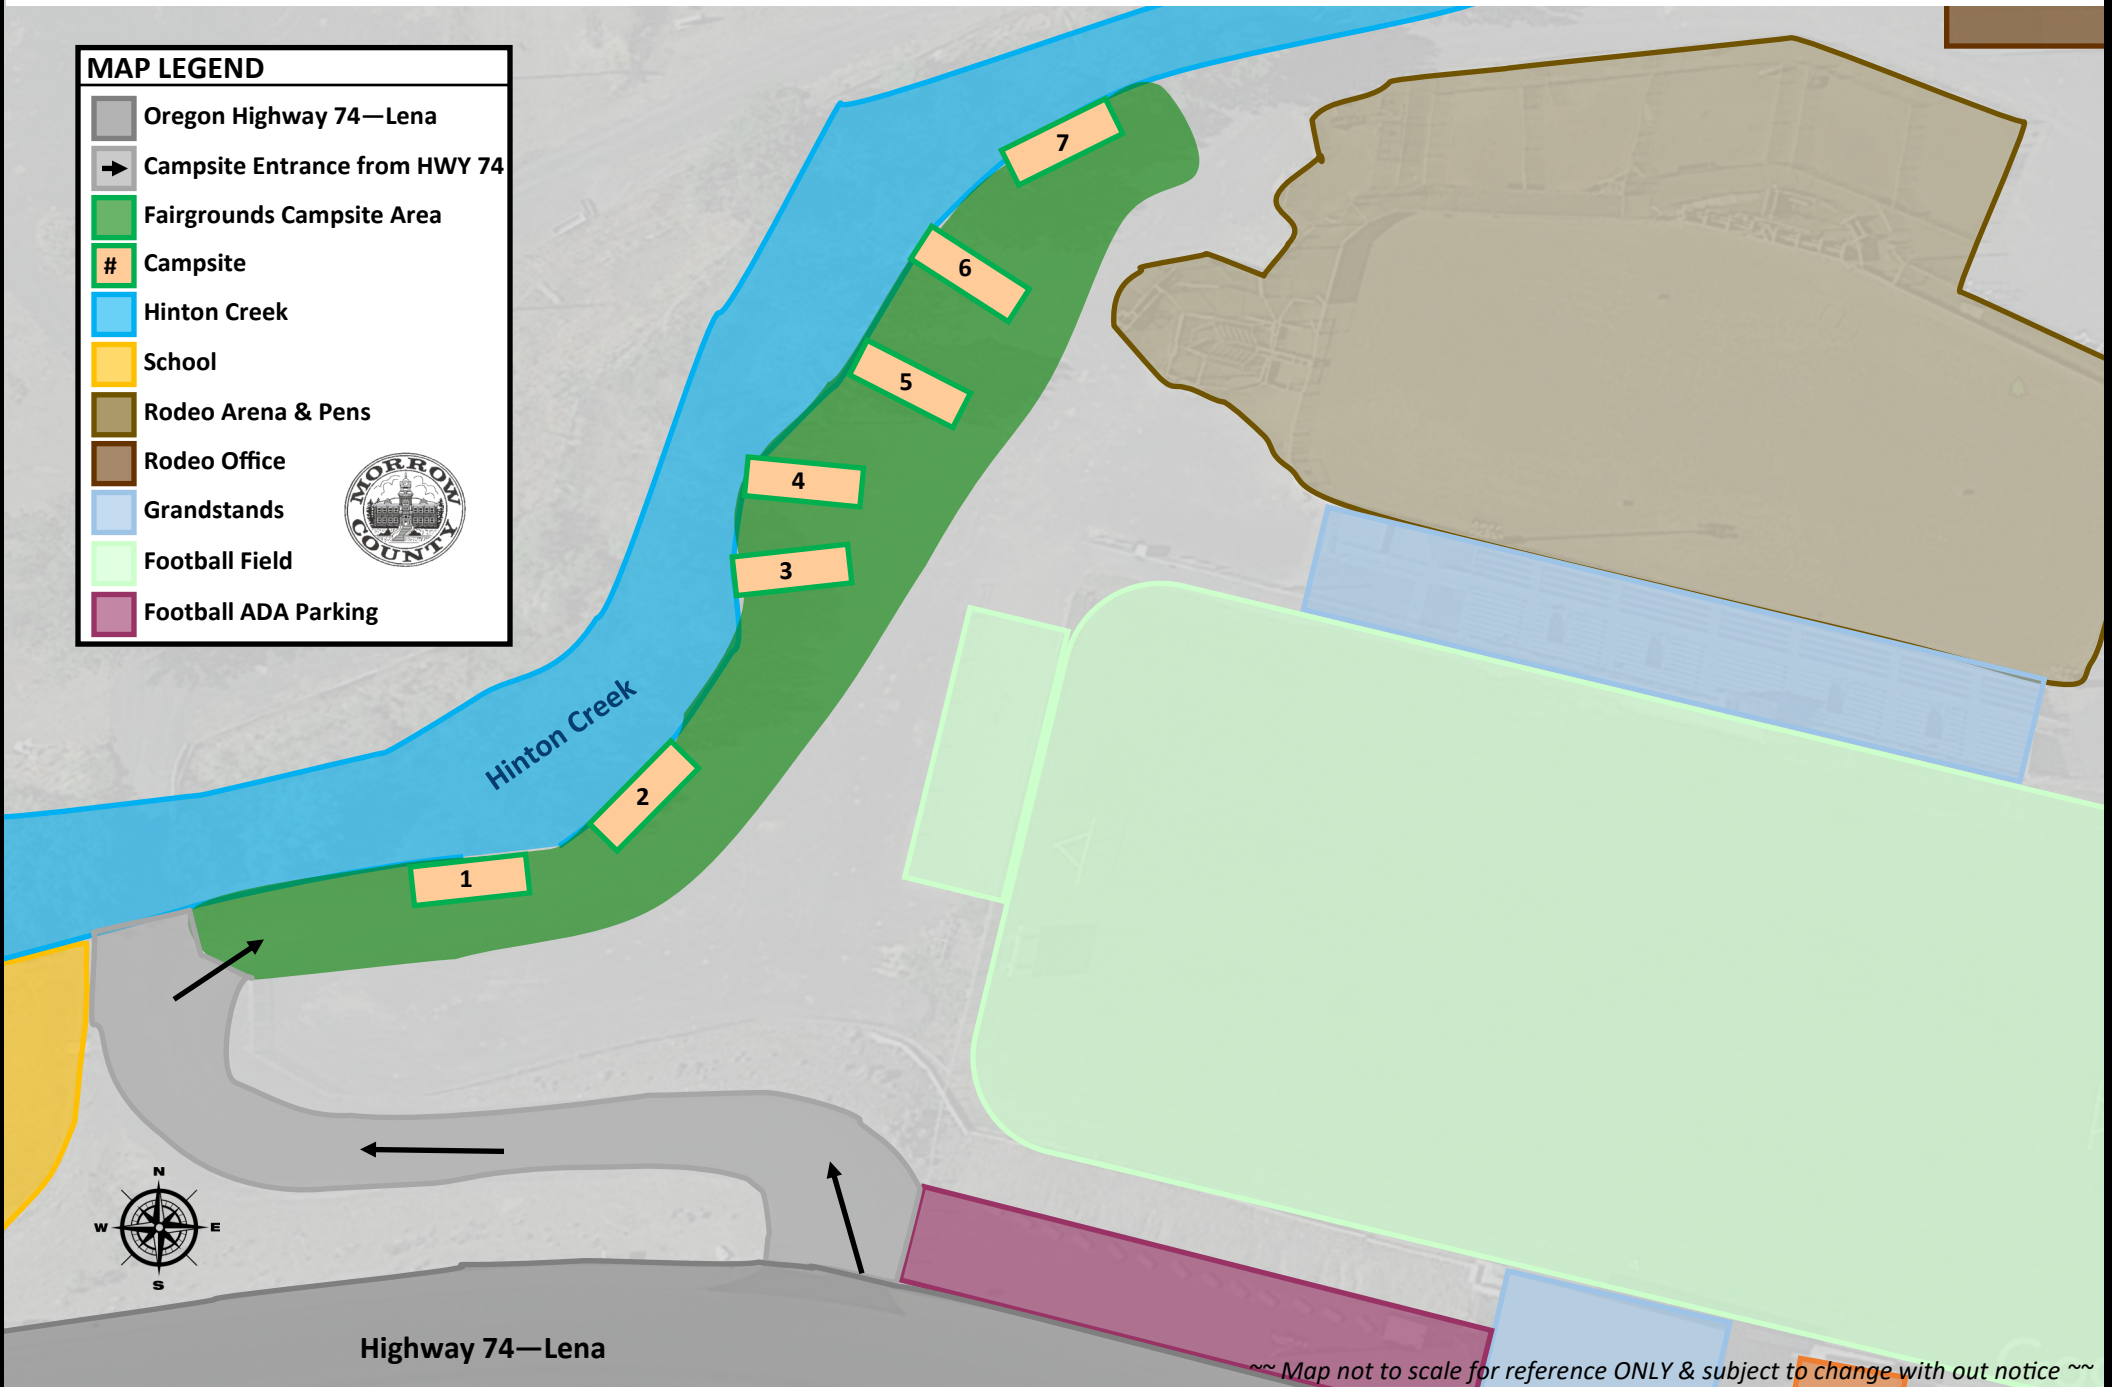 MAP LEGEND
Oregon Highway 74—Lena
Campsite Entrance from HWY 74
Fairgrounds Campsite Area
# Campsite
Hinton Creek
School
Rodeo Arena & Pens
Rodeo Office
Grandstands
Football Field
Football ADA Parking
MORROW
COUNTY
7
6
5
4
3
2
1
Hinton Creek
N
W E
S
Highway 74—Lena
~~ Map not to scale for reference ONLY & subject to change with out notice ~~